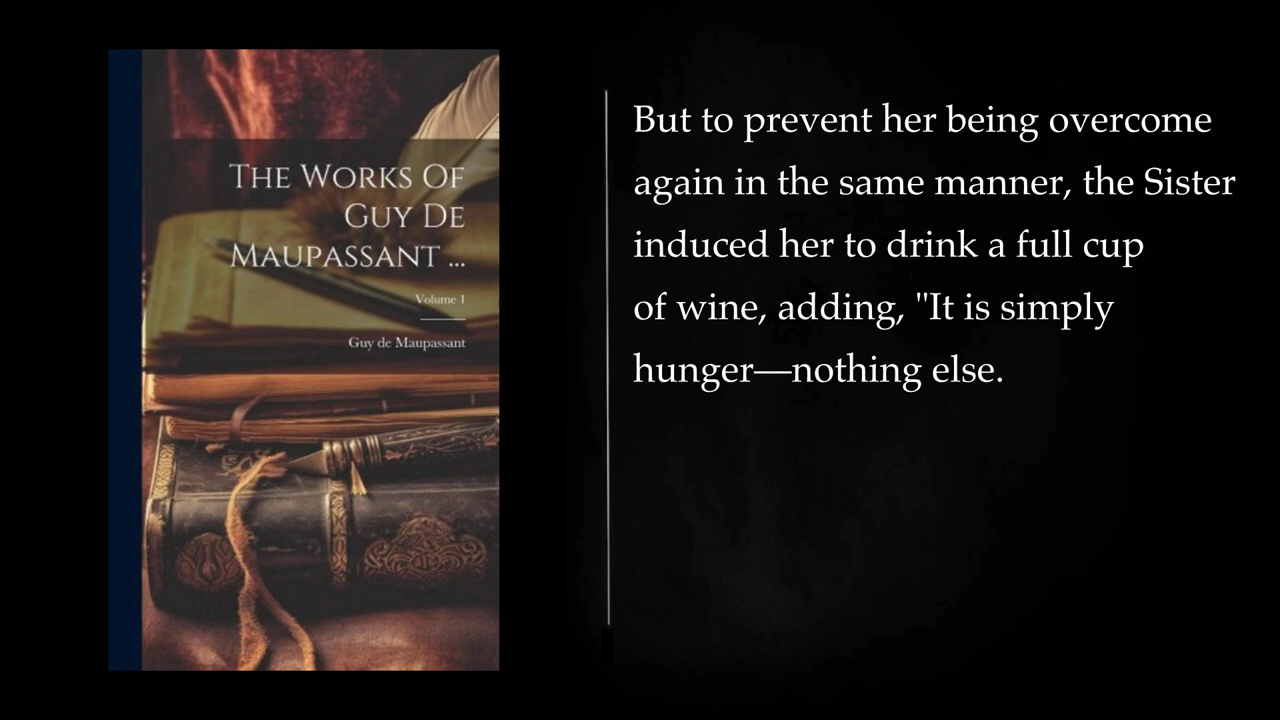 The Works Of
Guy De
Maupassant ...
Volume 1
Guy de Maupassant
But to prevent her being overcome
again in the same manner, the Sister
induced her to drink a full cup
of wine, adding, "It is simply
hunger—nothing else.